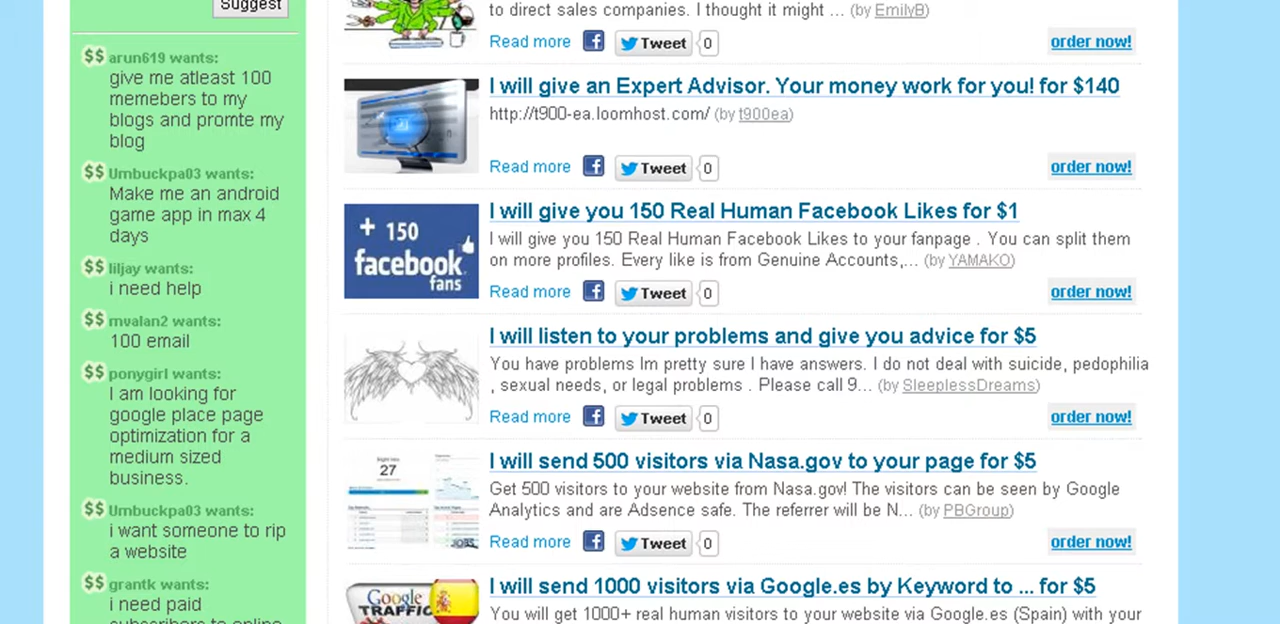 Suggest
$$ arun619 wants:
give me atleast 100
memebers to my
blogs and promte my
blog
$$ Umbuckpa03 wants:
Make me an android
game app in max 4
days
$$ liljay wants:
i need help
$$ mvalan2 wants:
100 email
$$ ponygirl wants:
I am looking for
google place page
optimization for a
medium sized
business.
$$ Umbuckpa03 wants:
i want someone to rip
a website
$$ grantk wants:
i need paid
subscribers to online
to direct sales companies. I thought it might ... (by EmilyB)
Read more Tweet 0 order now!
I will give an Expert Advisor. Your money work for you! for $140
http://t900-ea.loomhost.com/ (by t900ea)
Read more Tweet 0 order now!
+ 150
facebook
fans
I will give you 150 Real Human Facebook Likes for $1
I will give you 150 Real Human Facebook Likes to your fanpage . You can split them
on more profiles. Every like is from Genuine Accounts,... (by YAMAKO)
Read more Tweet 0 order now!
I will listen to your problems and give you advice for $5
You have problems Im pretty sure I have answers. I do not deal with suicide, pedophilia
, sexual needs, or legal problems . Please call 9... (by SleeplessDreams)
Read more Tweet 0 order now!
27
I will send 500 visitors via Nasa.gov to your page for $5
Get 500 visitors to your website from Nasa.gov! The visitors can be seen by Google
Analytics and are Adsence safe. The referrer will be N... (by PBGroup)
Read more Tweet 0 order now!
Google.es
TRAFFIC
I will send 1000 visitors via Google.es by Keyword to ... for $5
You will get 1000+ real human visitors to your website via Google.es (Spain) with your